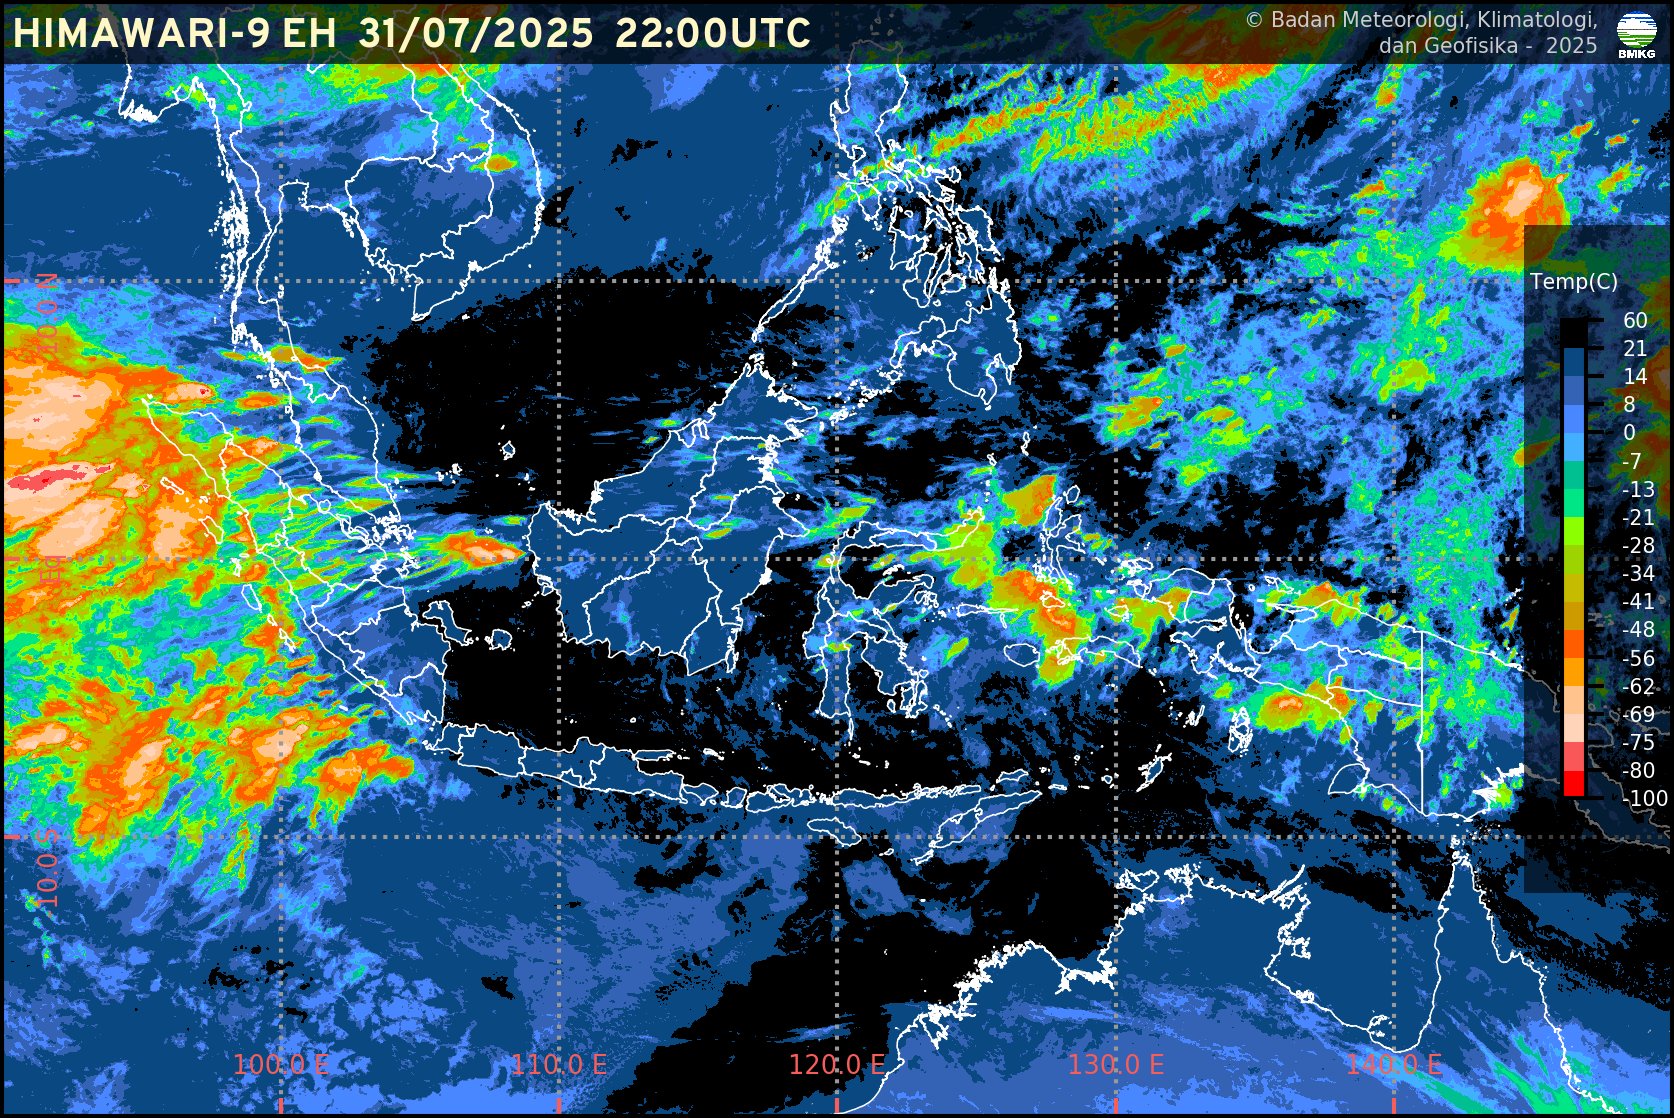 HIMAWARI-9 EH 31/07/2025 22:00UTC
© Badan Meteorologi, Klimatologi,
dan Geofisika - 2025
BMKG
10.0 N
EQ
-10.0 S
Temp(C)
60
21
14
8
0
-7
-13
-21
-28
-34
-41
-48
-56
-62
-69
-75
-80
-100
100.0 E
110.0 E
120.0 E
130.0 E
140.0 E